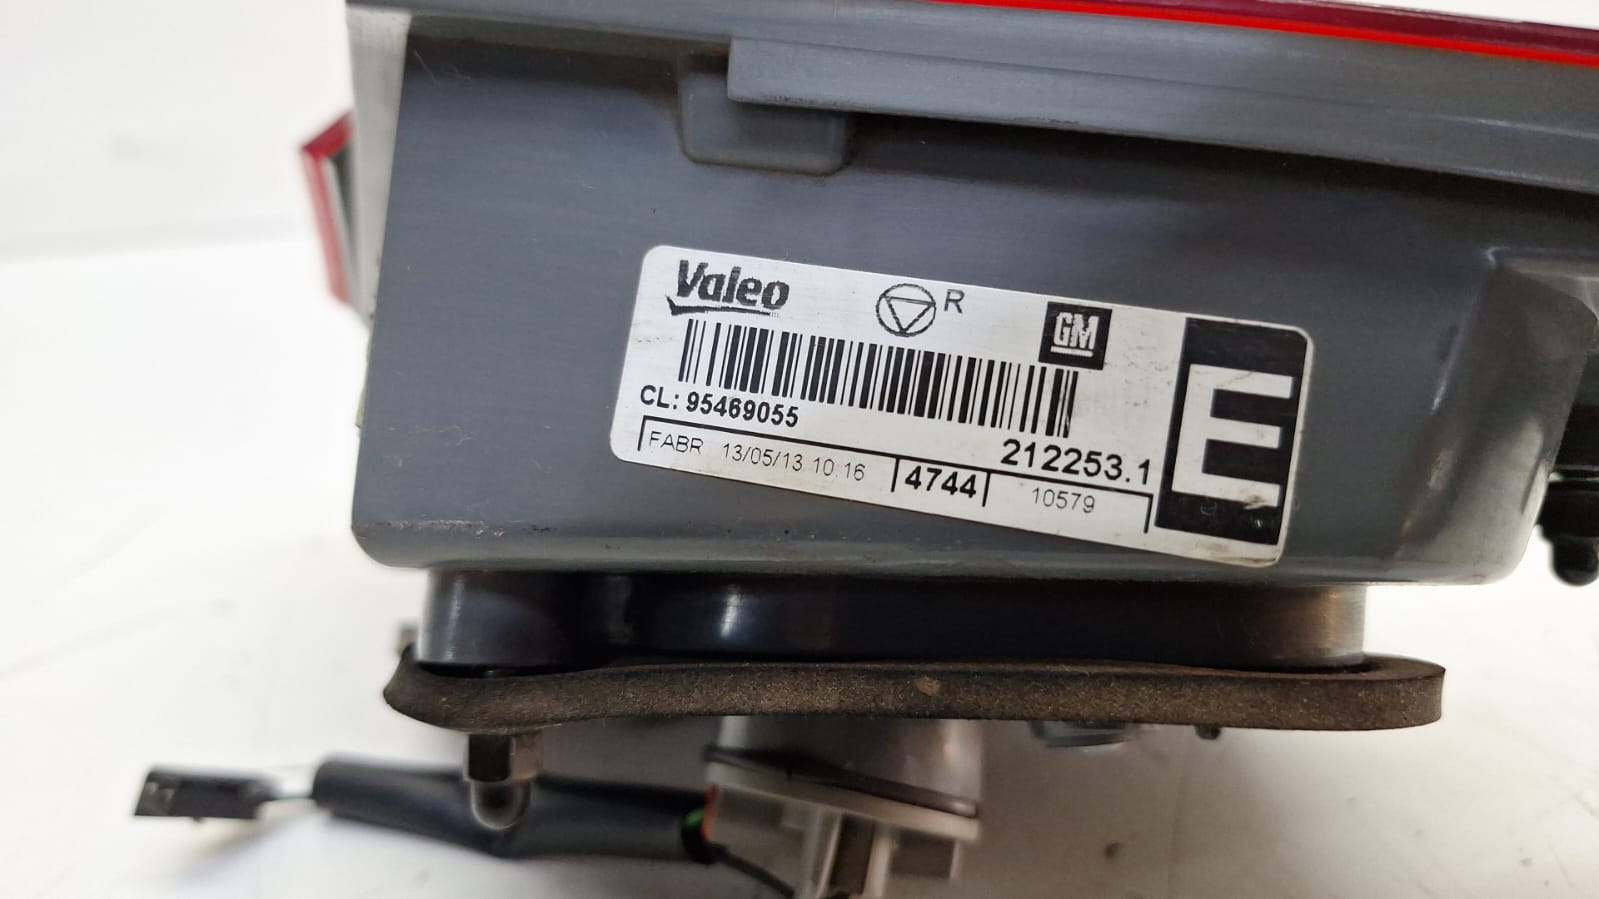 Valeo
R
GM
E
CL: 95469055
212253.1
FABR 13/05/13 10:16
4744
10579